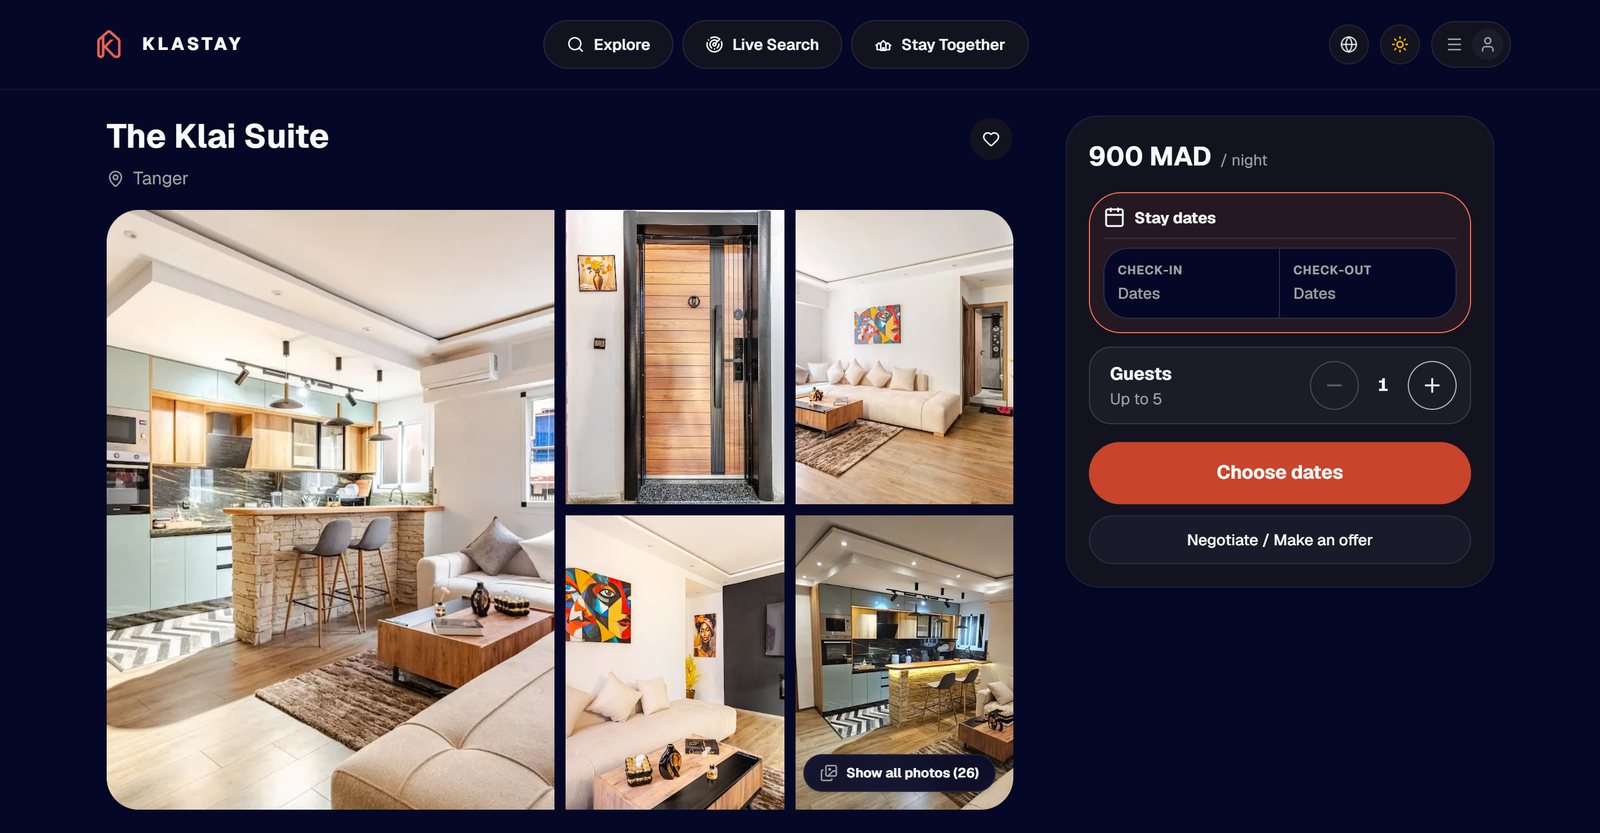 KLASTAY
Explore
Live Search
Stay Together
The Klai Suite
Tanger
Show all photos (26)
900 MAD / night
Stay dates
CHECK-IN
Dates
CHECK-OUT
Dates
Guests
Up to 5
1
Choose dates
Negotiate / Make an offer